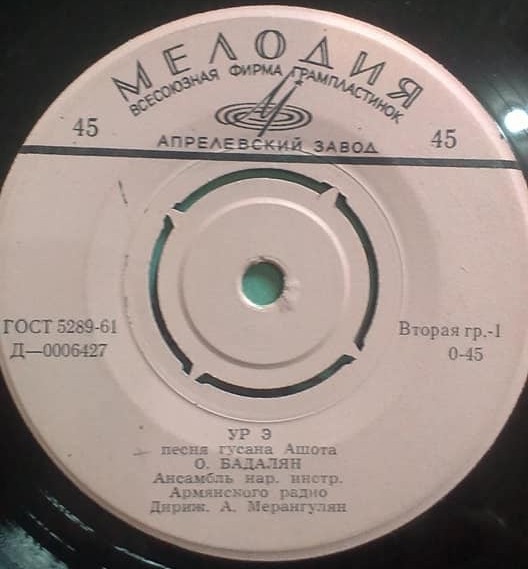 МЕЛОДИЯ
ВСЕСОЮЗНАЯ ФИРМА ГРАМПЛАСТИНОК
45
45
АПРЕЛЕВСКИЙ ЗАВОД
ГОСТ 5289-61
Д—0006427
Вторая гр.-1
0-45
УР Э
песня гусана Ашота
О. БАДАЛЯН
Ансамбль нар. инстр.
Армянского радио
Дириж. А. Мерангулян